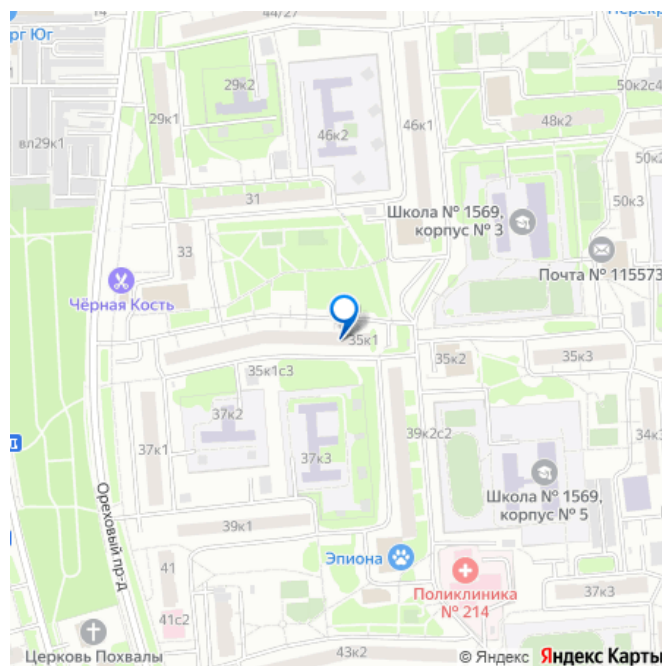 44/27
Перекр
рг Юг
14
29к2
50к2с4
29к1
46к2
46к1
48к2
вл29к1
50к2
31
50к3
Школа № 1569,
корпус № 3
33
Почта № 115573
Чёрная Кость
35к1
35к2
35к3
35к1с3
37к2
39к2с2
37к1
37к3
34к3
Школа № 1569,
корпус № 5
Ореховый пр-д
39к1
Эпиона
41
Поликлиника
№ 214
37к3
41с2
Церковь Похвалы
43к2
© Яндекс Яндекс Карты